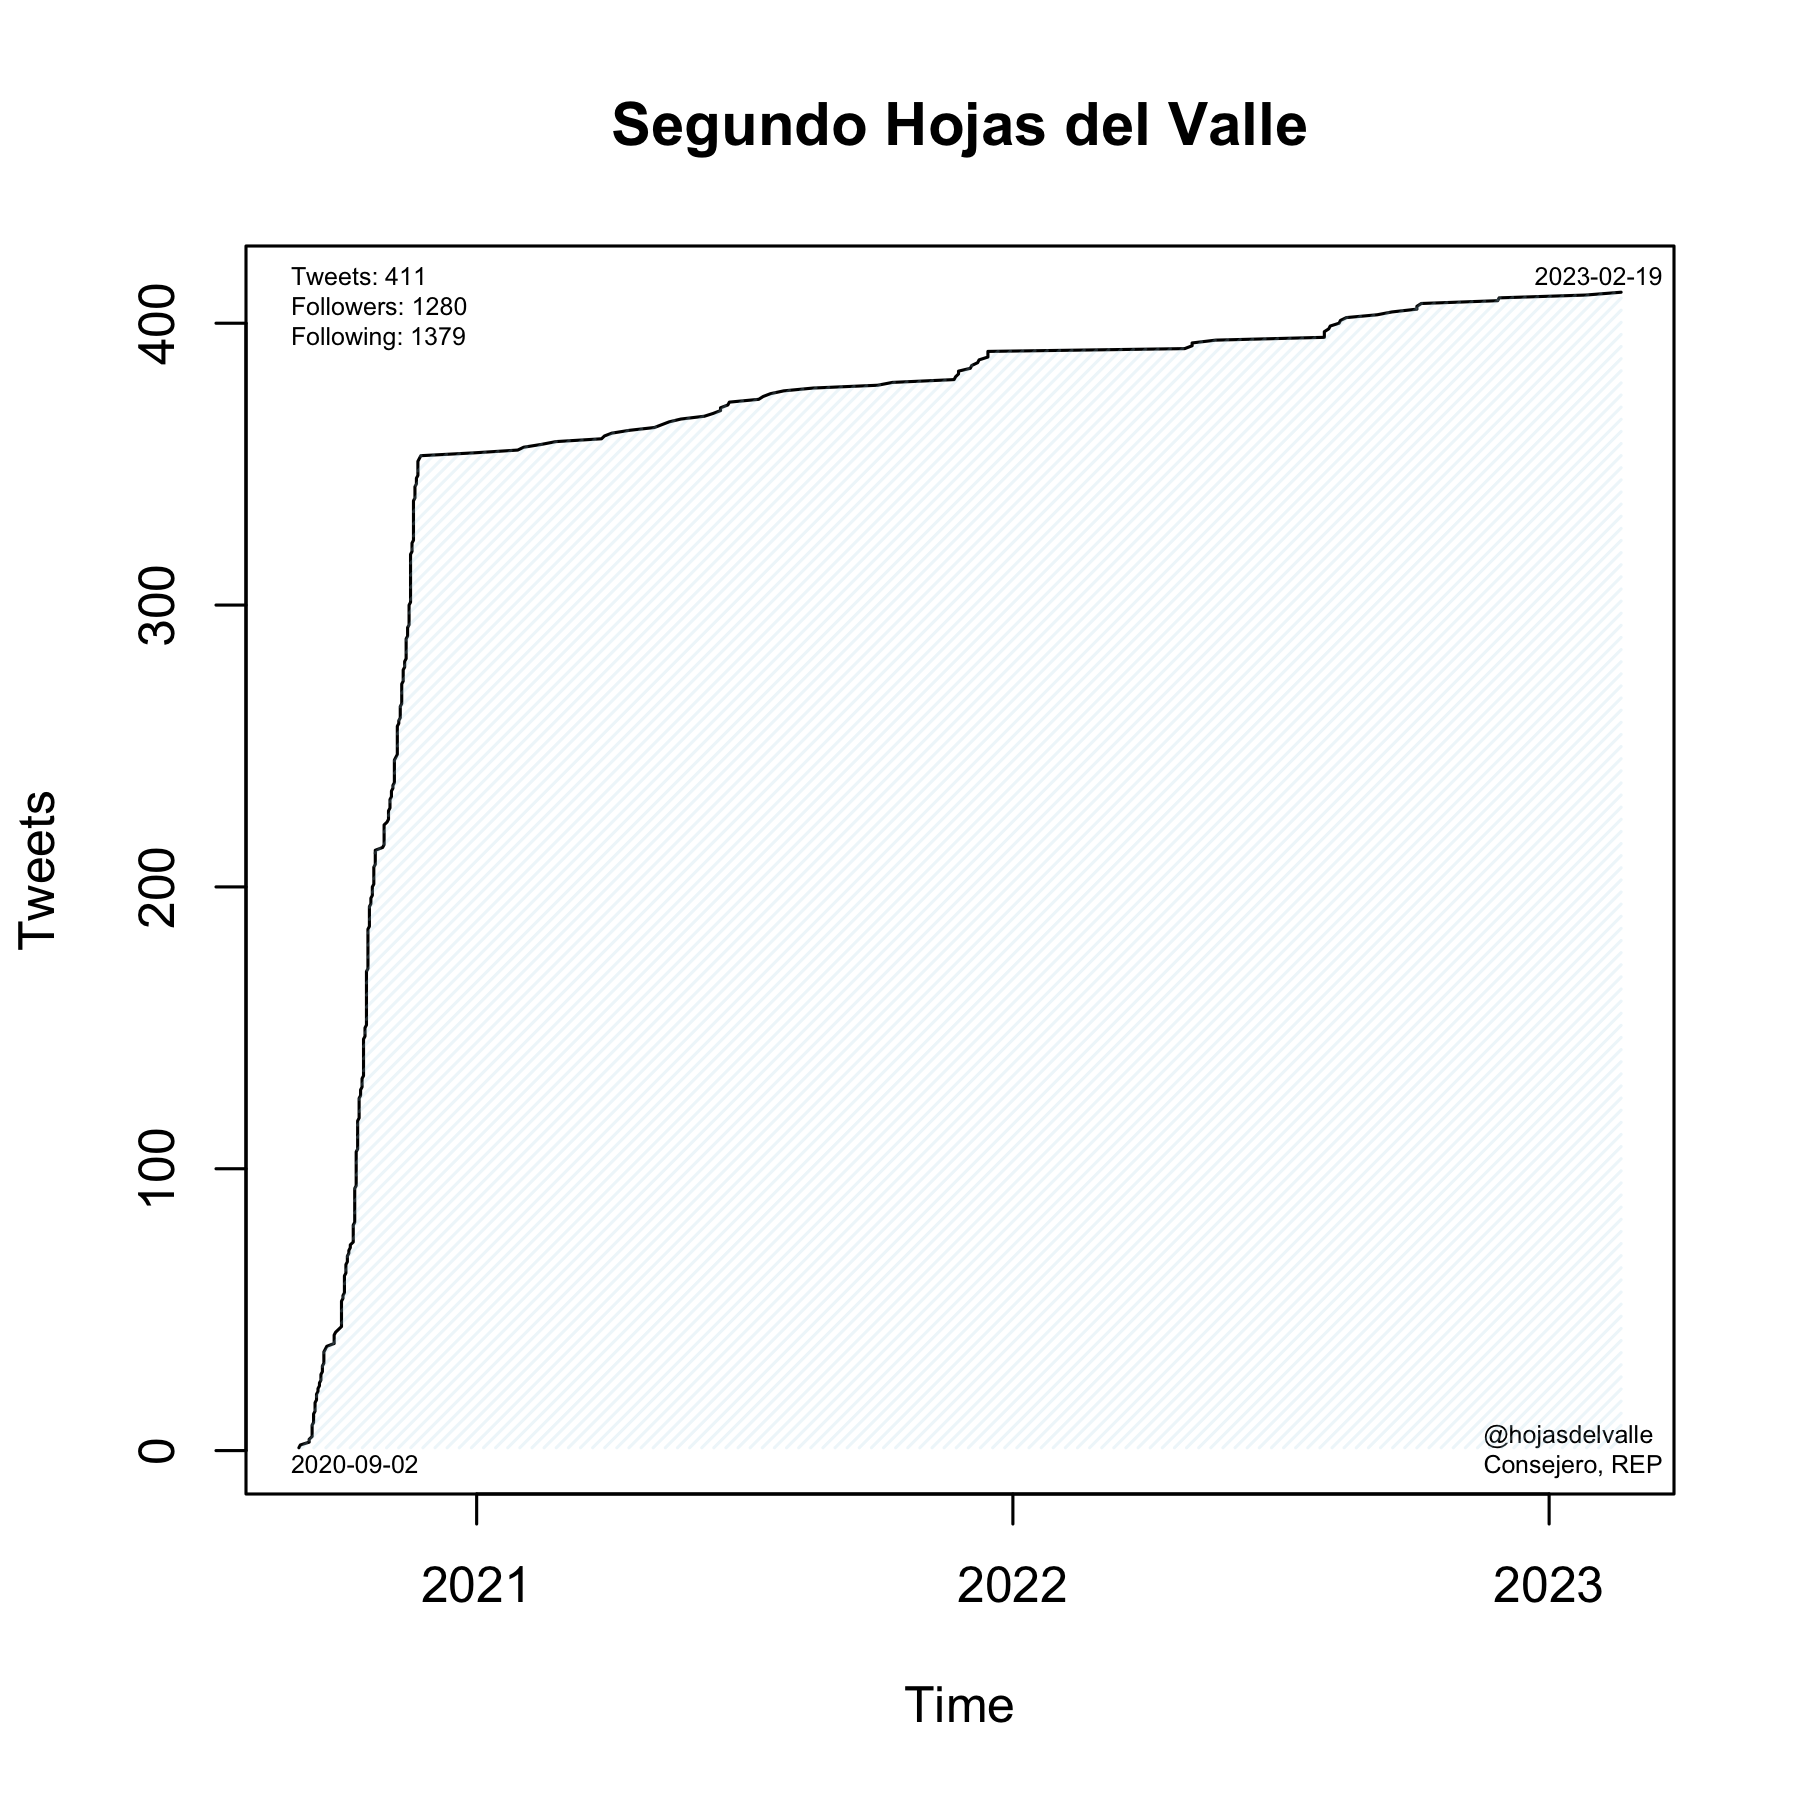 Segundo Hojas del Valle
Tweets: 411
Followers: 1280
Following: 1379
2023-02-19
400
300
200
100
0
Tweets
@hojasdelvalle
Consejero, REP
2020-09-02
2021
2022
2023
Time